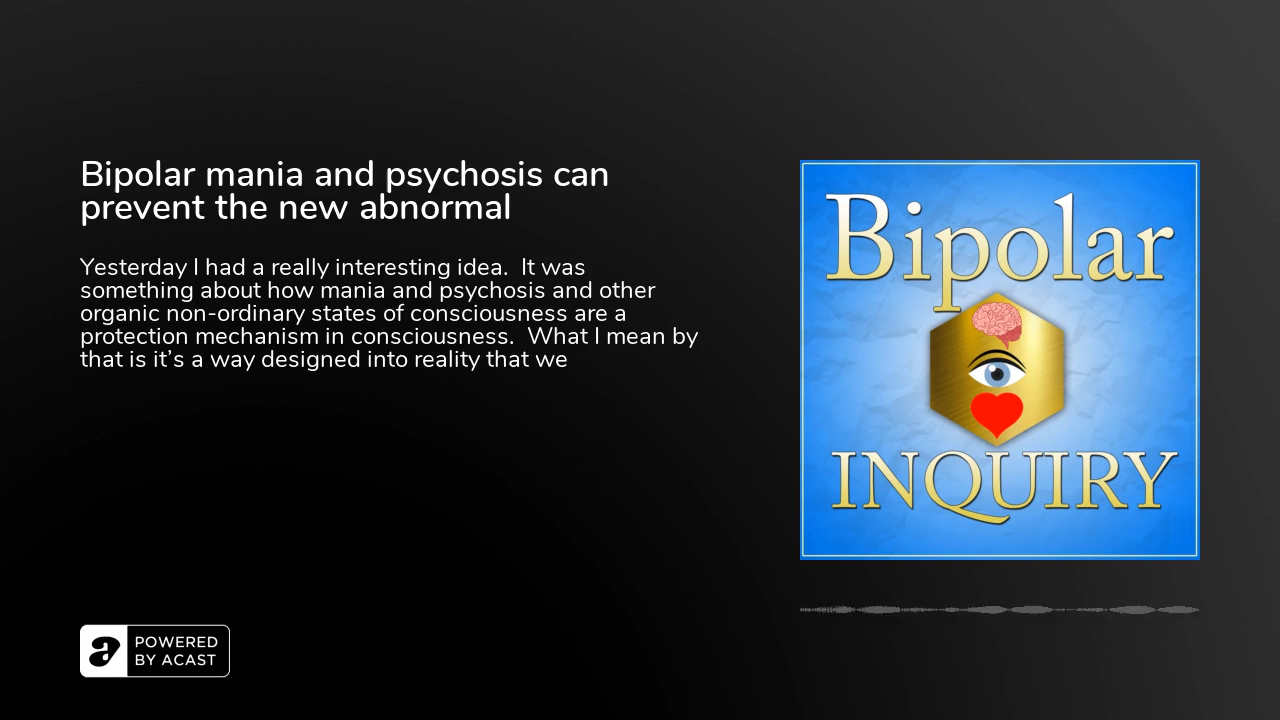 Bipolar mania and psychosis can
prevent the new abnormal
Yesterday I had a really interesting idea.  It was
something about how mania and psychosis and other
organic non-ordinary states of consciousness are a
protection mechanism in consciousness.  What I mean by
that is it’s a way designed into reality that we
Bipolar
INQUIRY
POWERED
BY ACAST